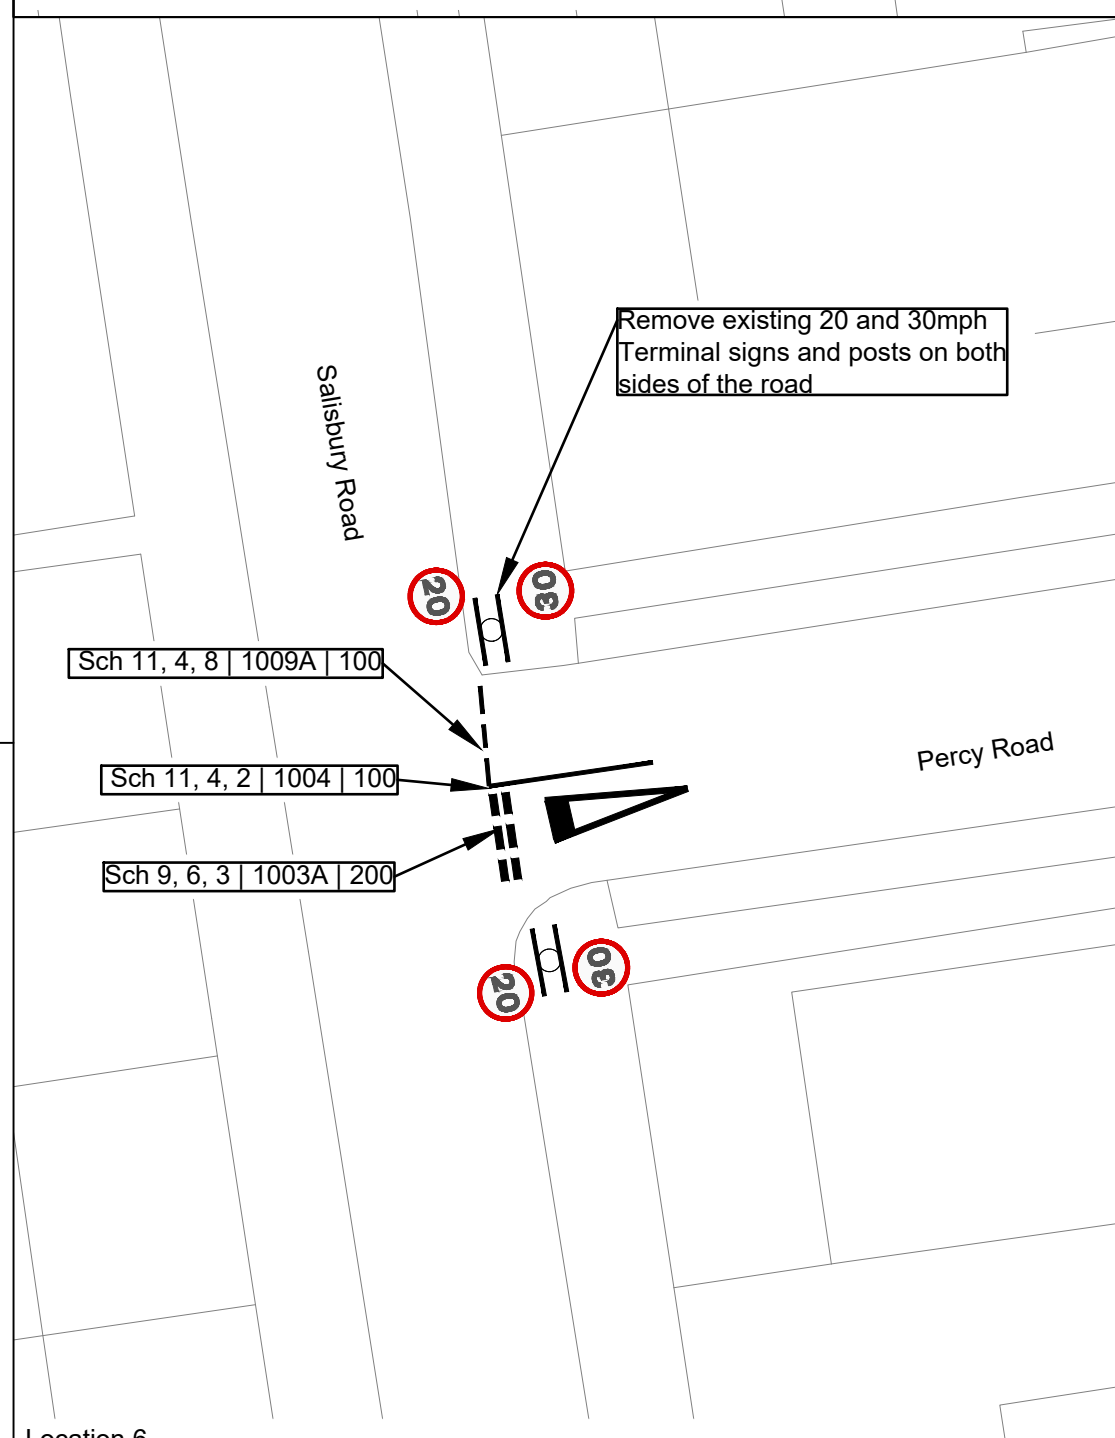 Remove existing 20 and 30mph
Terminal signs and posts on both
sides of the road
Salisbury Road
20
30
Sch 11, 4, 8 | 1009A | 100
Percy Road
Sch 11, 4, 2 | 1004 | 100
Sch 9, 6, 3 | 1003A | 200
20
30
Location 6